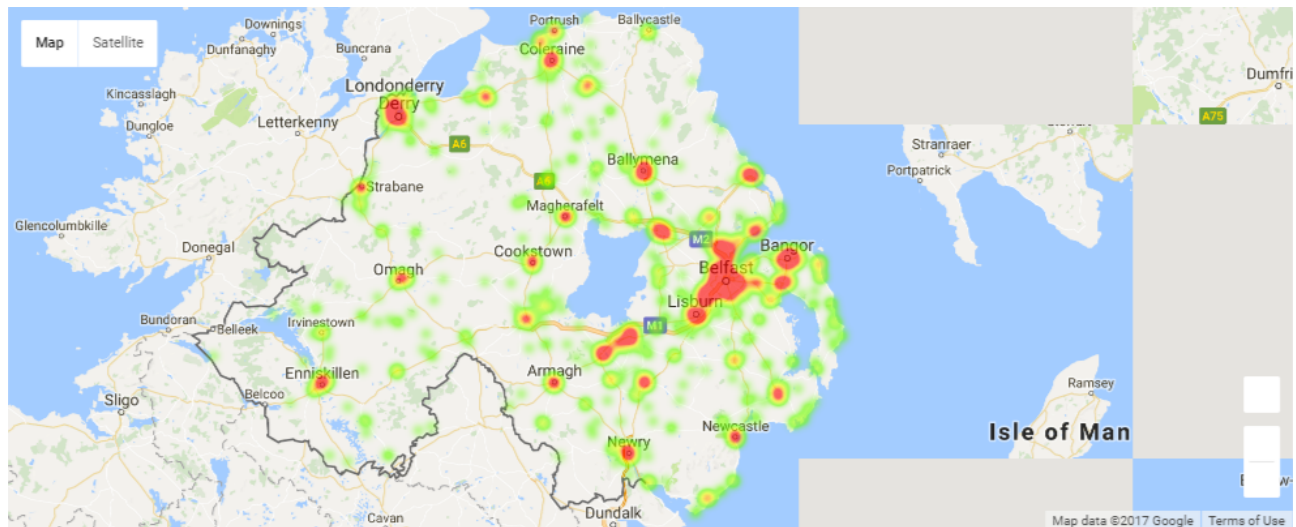 Map
Satellite
Downings
Dunfanaghy
Buncrana
Portrush
Ballycastle
Coleraine
Londonderry
Derry
Kincasslagh
Dungloe
Letterkenny
A6
Strabane
Ballymena
A6
Magherafelt
Glencolumbkille
Donegal
Cookstown
M2
Bangor
Belfast
Omagh
Lisburn
M1
Bundoran
Belleek
Irvinestown
Enniskillen
Armagh
Sligo
Belcoo
Newcastle
Newry
Cavan
Dundalk
Stranraer
Portpatrick
A75
Ramsey
Isle of Man
Map data ©2017 Google
Terms of Use